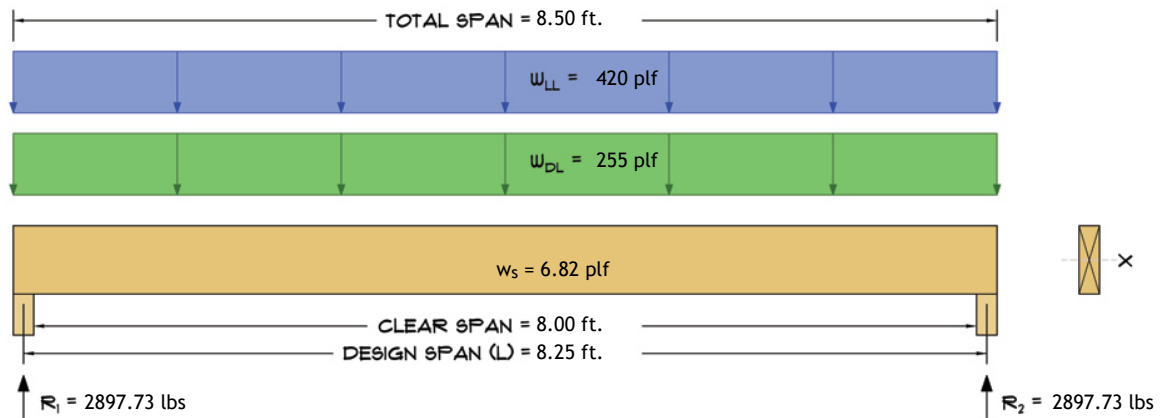 TOTAL SPAN = 8.50 ft.
WLL = 420 plf
WDL = 255 plf
ws = 6.82 plf
X
CLEAR SPAN = 8.00 ft.
DESIGN SPAN (L) = 8.25 ft.
R1 = 2897.73 lbs
R2 = 2897.73 lbs